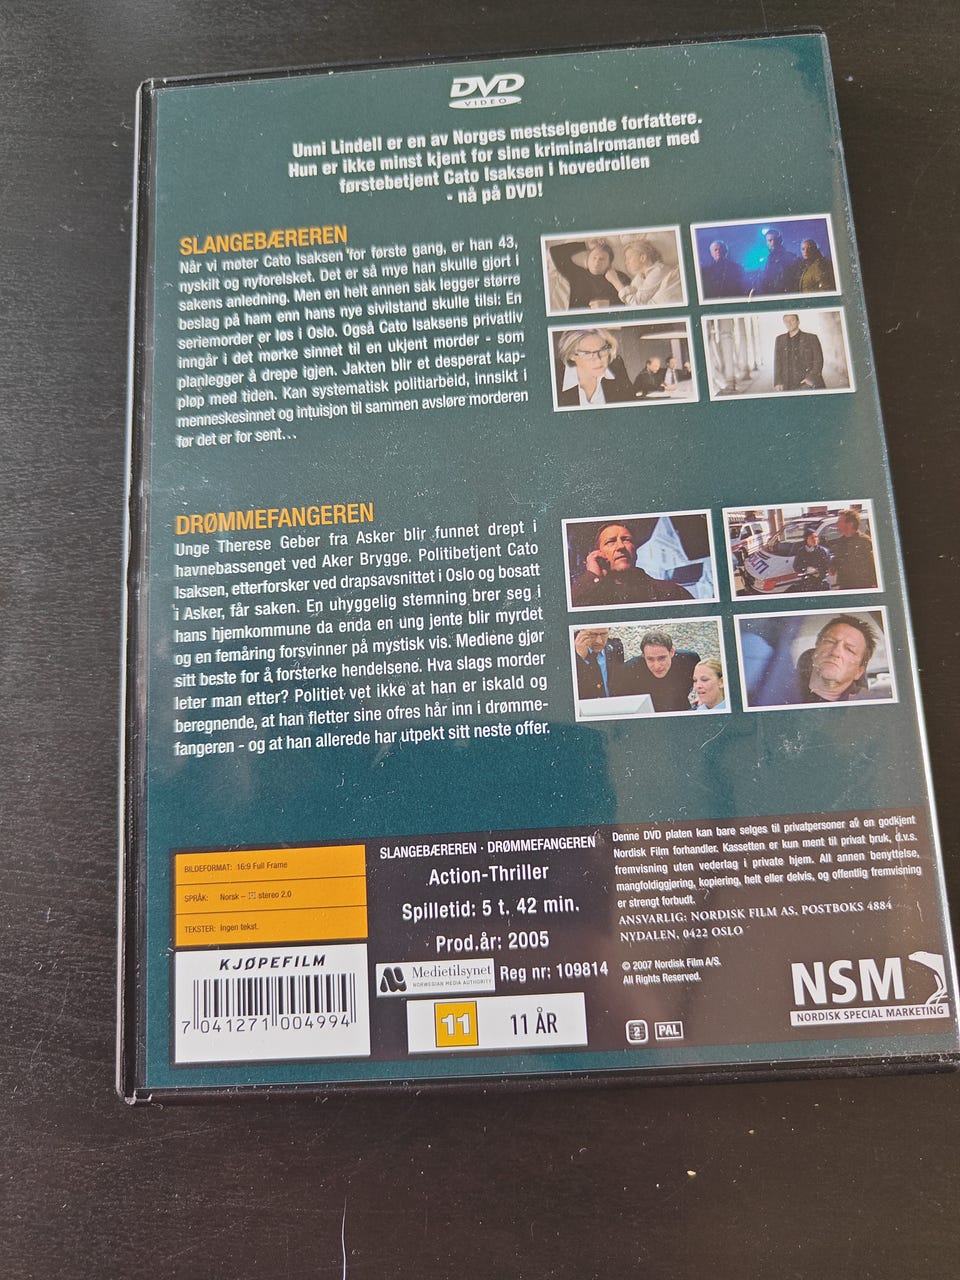 DVD
VIDEO
Unni Lindell er en av Norges mestselgende forfattere.
Hun er ikke minst kjent for sine kriminalromaner med
førstebetjent Cato Isaksen i hovedrollen
- nå på DVD!
SLANGEBÆREREN
Når vi møter Cato Isaksen for første gang, er han 43,
nyskilt og nyforelsket. Det er så mye han skulle gjort i
sakens anledning. Men en helt annen sak legger større
beslag på ham enn hans nye sivilstand skulle tilsi: En
seriemorder er løs i Oslo. Også Cato Isaksens privatliv
inngår i det mørke sinnet til en ukjent morder - som
planlegger å drepe igjen. Jakten blir et desperat kap-
pløp med tiden. Kan systematisk politiarbeid, innsikt i
menneskesinnet og intuisjon til sammen avsløre morderen
før det er for sent...
DRØMMEFANGEREN
Unge Therese Geber fra Asker blir funnet drept i
havnebassenget ved Aker Brygge. Politibetjent Cato
Isaksen, etterforsker ved drapsavsnittet i Oslo og bosatt
i Asker, får saken. En uhyggelig stemning brer seg i
hans hjemkommune da enda en ung jente blir myrdet
og en femåring forsvinner på mystisk vis. Mediene gjør
sitt beste for å forsterke hendelsene. Hva slags morder
leter man etter? Politiet vet ikke at han er iskald og
beregnende, at han fletter sine ofres hår inn i drømme-
fangeren - og at han allerede har utpekt sitt neste offer.
BILDEFORMAT: 16:9 Full Frame
SPRÅK: Norsk – stereo 2.0
TEKSTER: Ingen tekst.
KJØPEFILM
7 041271 004994
SLANGEBÆREREN · DRØMMEFANGEREN
Action-Thriller
Spilletid: 5 t. 42 min.
Prod.år: 2005
Medietilsynet
NORWEGIAN MEDIA AUTHORITY
Reg nr: 109814
11 11 ÅR
Denne DVD platen kan bare selges til privatpersoner av en godkjent
Nordisk Film forhandler. Kassetten er kun ment til privat bruk, d.v.s.
fremvisning uten vederlag i private hjem. All annen benyttelse,
mangfoldiggjøring, kopiering, helt eller delvis, og offentlig fremvisning
er strengt forbudt.
ANSVARLIG: NORDISK FILM AS, POSTBOKS 4884
NYDALEN, 0422 OSLO
© 2007 Nordisk Film A/S.
All Rights Reserved.
2 PAL
NSM
NORDISK SPECIAL MARKETING